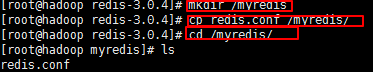 [root@hadoop redis-3.0.4]# mkdir /myredis
[root@hadoop redis-3.0.4]# cp redis.conf /myredis/
[root@hadoop redis-3.0.4]# cd /myredis/
[root@hadoop myredis]# ls
redis.conf